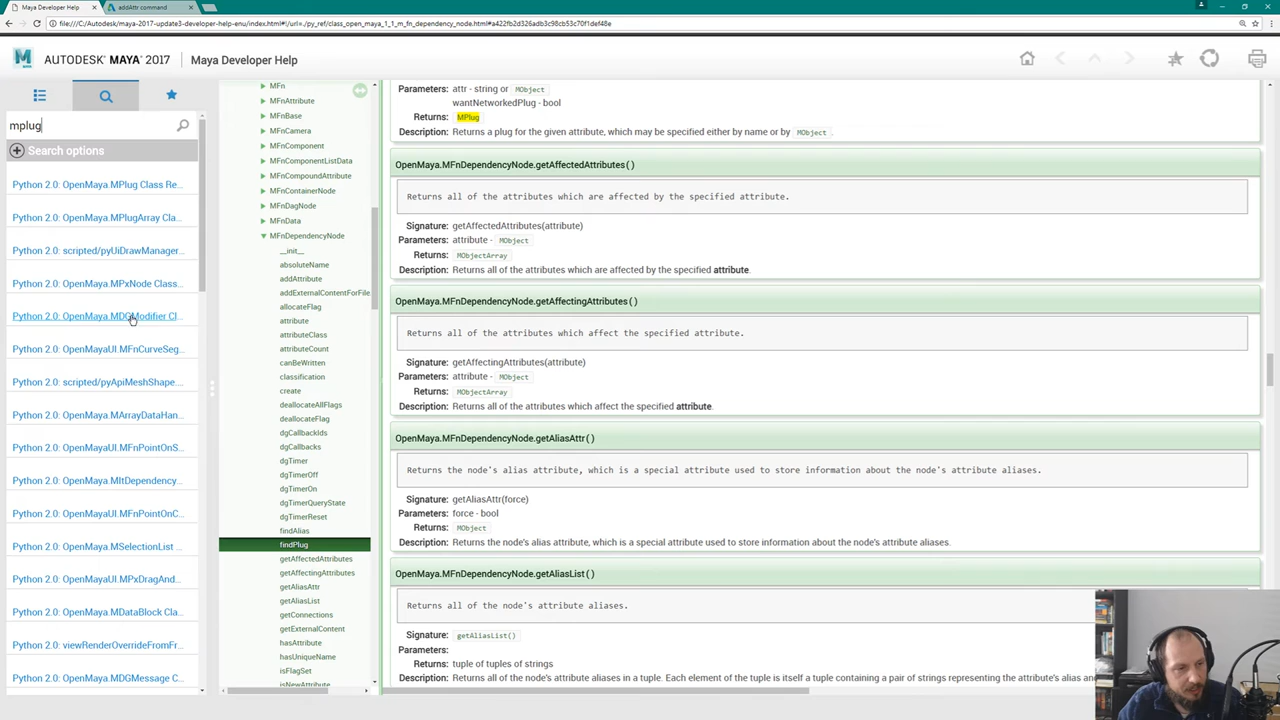 Maya Developer Help
addAttr command
file:///C:/Autodesk/maya-2017-update3-developer-help-enu/index.html#!/url=./py_ref/class_open_maya_1_1_m_fn_dependency_node.html#a422fb2d326adb3c98cb53c70f1def48e
AUTODESK® MAYA® 2017
Maya Developer Help
mplug
Search options
Python 2.0: OpenMaya.MPlug Class Re...
Python 2.0: OpenMaya.MPlugArray Cla...
Python 2.0: scripted/pyUiDrawManager...
Python 2.0: OpenMaya.MPxNode Class...
Python 2.0: OpenMaya.MDGModifier Cl...
Python 2.0: OpenMayaUI.MFnCurveSeg...
Python 2.0: scripted/pyApiMeshShape...
Python 2.0: OpenMaya.MArrayDataHan...
Python 2.0: OpenMayaUI.MFnPointOnS...
Python 2.0: OpenMaya.MItDependency...
Python 2.0: OpenMayaUI.MFnPointOnC...
Python 2.0: OpenMaya.MSelectionList ...
Python 2.0: OpenMayaUI.MPxDragAnd...
Python 2.0: OpenMaya.MDataBlock Cla...
Python 2.0: viewRenderOverrideFromFr...
Python 2.0: OpenMaya.MDGMessage C...
MFn
MFnAttribute
MFnBase
MFnCamera
MFnComponent
MFnComponentListData
MFnCompoundAttribute
MFnContainerNode
MFnDagNode
MFnData
MFnDependencyNode
__init__
absoluteName
addAttribute
addExternalContentForFile
allocateFlag
attribute
attributeClass
attributeCount
canBeWritten
classification
create
deallocateAllFlags
deallocateFlag
dgCallbackIds
dgCallbacks
dgTimer
dgTimerOff
dgTimerOn
dgTimerQueryState
dgTimerReset
findAlias
findPlug
getAffectedAttributes
getAffectingAttributes
getAliasAttr
getAliasList
getConnections
getExternalContent
hasAttribute
hasUniqueName
isFlagSet
isNewAttribute
Parameters: attr - string or MObject
wantNetworkedPlug - bool
Returns: MPlug
Description: Returns a plug for the given attribute, which may be specified either by name or by MObject .
OpenMaya.MFnDependencyNode.getAffectedAttributes()
Returns all of the attributes which are affected by the specified attribute.
Signature: getAffectedAttributes(attribute)
Parameters: attribute - MObject
Returns: MObjectArray
Description: Returns all of the attributes which are affected by the specified attribute.
OpenMaya.MFnDependencyNode.getAffectingAttributes()
Returns all of the attributes which affect the specified attribute.
Signature: getAffectingAttributes(attribute)
Parameters: attribute - MObject
Returns: MObjectArray
Description: Returns all of the attributes which affect the specified attribute.
OpenMaya.MFnDependencyNode.getAliasAttr()
Returns the node's alias attribute, which is a special attribute used to store information about the node's attribute aliases.
Signature: getAliasAttr(force)
Parameters: force - bool
Returns: MObject
Description: Returns the node's alias attribute, which is a special attribute used to store information about the node's attribute aliases.
OpenMaya.MFnDependencyNode.getAliasList()
Returns all of the node's attribute aliases.
Signature: getAliasList()
Parameters:
Returns: tuple of tuples of strings
Description: Returns all of the node's attribute aliases in a tuple. Each element of the tuple is itself a tuple containing a pair of strings representing the attribute's alias and